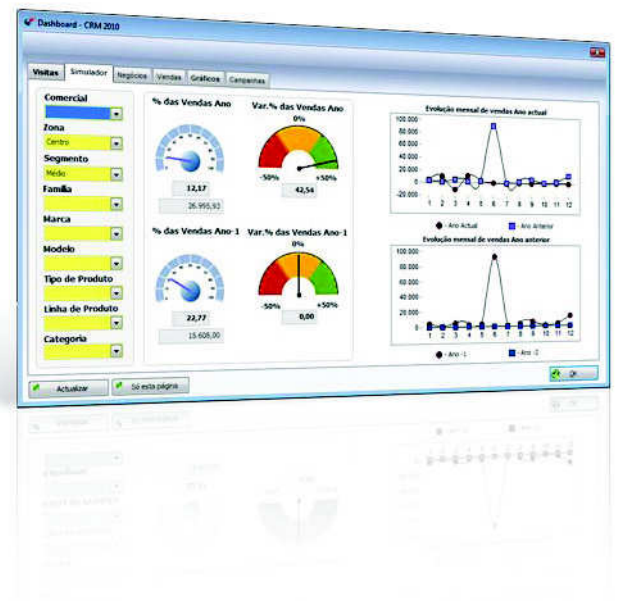 Dashboard - CRM 2010
Visitas Simulador Negócios Vendas Gráficos Campanhas
Comercial
Zona
Centro
Segmento
Médio
Família
Marca
Modelo
Tipo de Produto
Linha de Produto
Categoria
% das Vendas Ano
12,17
26.995,93
Var.% das Vendas Ano
0%
-50% +50%
42,54
% das Vendas Ano-1
22,77
15.608,00
Var.% das Vendas Ano-1
0%
-50% +50%
0,00
Evolução mensal de vendas Ano actual
100.000
80.000
60.000
40.000
20.000
0
-20.000
1 2 3 4 5 6 7 8 9 10 11 12
- Ano Actual - Ano Anterior
Evolução mensal de vendas Ano anterior
100.000
80.000
60.000
40.000
20.000
0
1 2 3 4 5 6 7 8 9 10 11 12
- Ano -1 - Ano -2
Actualizar Só esta página